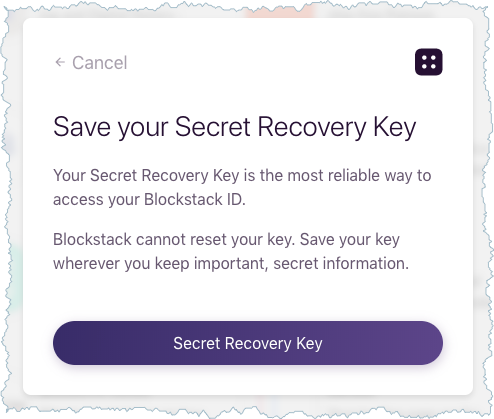 ← Cancel
Save your Secret Recovery Key
Your Secret Recovery Key is the most reliable way to
access your Blockstack ID.
Blockstack cannot reset your key. Save your key
wherever you keep important, secret information.
Secret Recovery Key